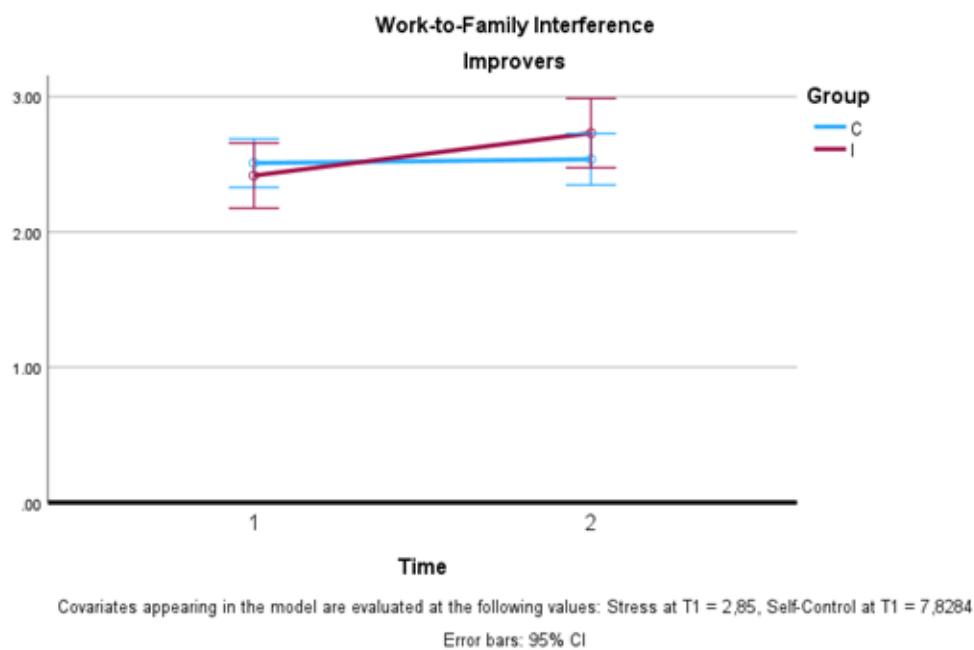 Work-to-Family Interference
Improvers
3.00
2.00
1.00
.00
1
2
Time
Group
C
I
Covariates appearing in the model are evaluated at the following values: Stress at T1 = 2,85, Self-Control at T1 = 7,8284
Error bars: 95% CI